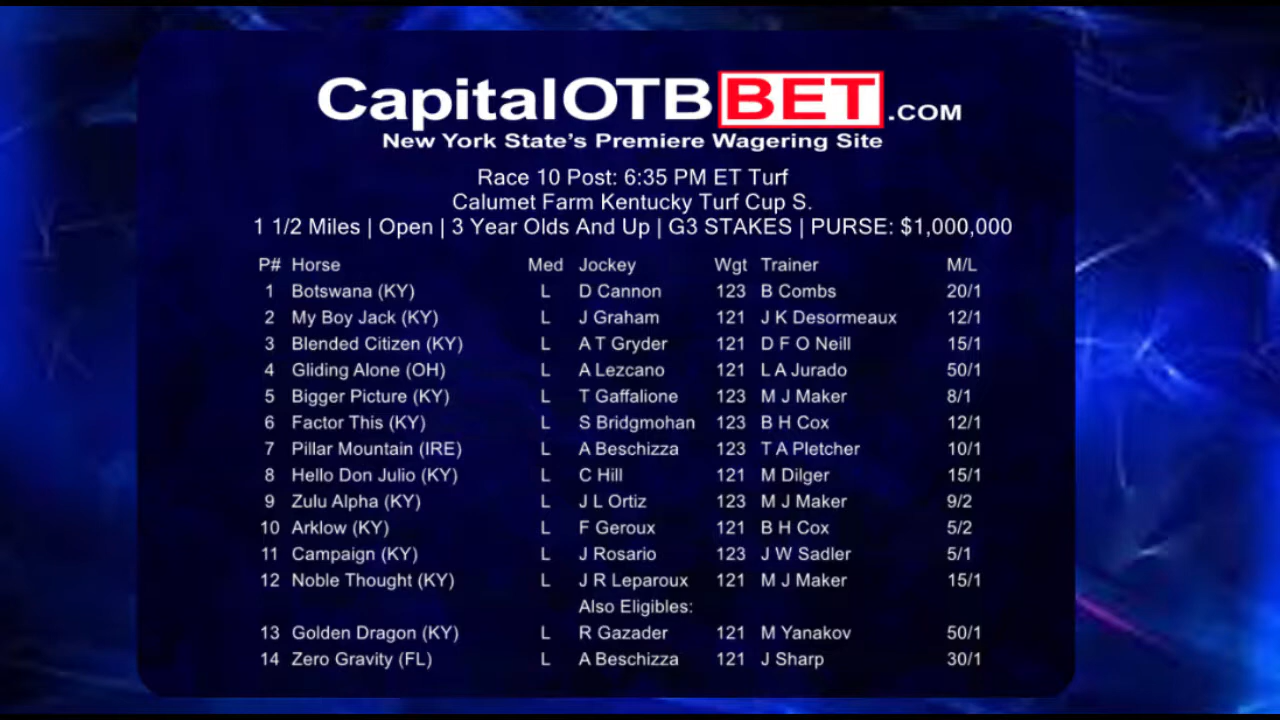 CapitalOTBBET.COM
New York State's Premiere Wagering Site
Race 10 Post: 6:35 PM ET Turf
Calumet Farm Kentucky Turf Cup S.
1 1/2 Miles | Open | 3 Year Olds And Up | G3 STAKES | PURSE: $1,000,000
P# Horse Med Jockey Wgt Trainer M/L
1 Botswana (KY) L D Cannon 123 B Combs 20/1
2 My Boy Jack (KY) L J Graham 121 J K Desormeaux 12/1
3 Blended Citizen (KY) L A T Gryder 121 D F O Neill 15/1
4 Gliding Alone (OH) L A Lezcano 121 L A Jurado 50/1
5 Bigger Picture (KY) L T Gaffalione 123 M J Maker 8/1
6 Factor This (KY) L S Bridgmohan 123 B H Cox 12/1
7 Pillar Mountain (IRE) L A Beschizza 123 T A Pletcher 10/1
8 Hello Don Julio (KY) L C Hill 121 M Dilger 15/1
9 Zulu Alpha (KY) L J L Ortiz 123 M J Maker 9/2
10 Arklow (KY) L F Geroux 121 B H Cox 5/2
11 Campaign (KY) L J Rosario 123 J W Sadler 5/1
12 Noble Thought (KY) L J R Leparoux 121 M J Maker 15/1
Also Eligibles:
13 Golden Dragon (KY) L R Gazader 121 M Yanakov 50/1
14 Zero Gravity (FL) L A Beschizza 121 J Sharp 30/1